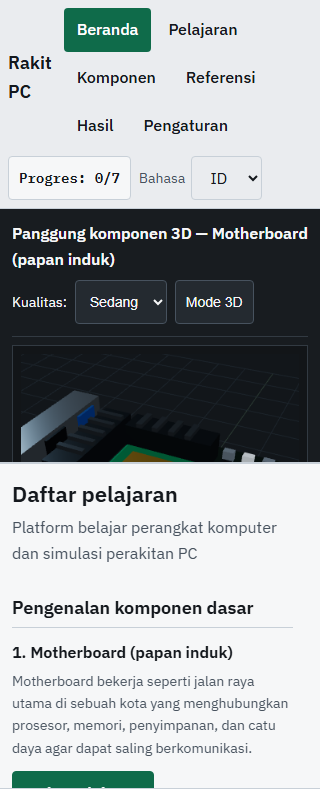 Rakit
PC
Beranda
Pelajaran
Komponen
Referensi
Hasil
Pengaturan
Progres: 0/7
Bahasa
ID
Panggung komponen 3D — Motherboard
(papan induk)
Kualitas:
Sedang
Mode 3D
Daftar pelajaran
Platform belajar perangkat komputer
dan simulasi perakitan PC
Pengenalan komponen dasar
1. Motherboard (papan induk)
Motherboard bekerja seperti jalan raya
utama di sebuah kota yang menghubungkan
prosesor, memori, penyimpanan, dan catu
daya agar dapat saling berkomunikasi.